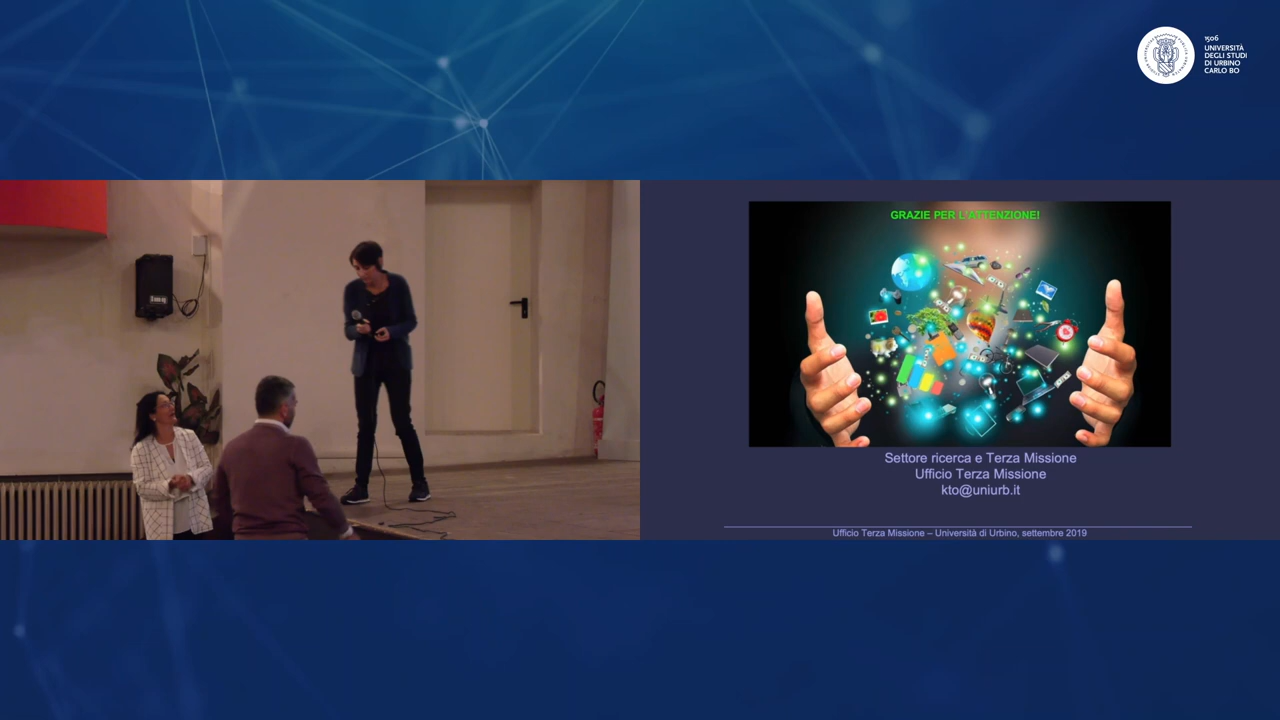 1506
UNIVERSITÀ
DEGLI STUDI
DI URBINO
CARLO BO
GRAZIE PER L'ATTENZIONE!
Settore ricerca e Terza Missione
Ufficio Terza Missione
kto@uniurb.it
Ufficio Terza Missione – Università di Urbino, settembre 2019